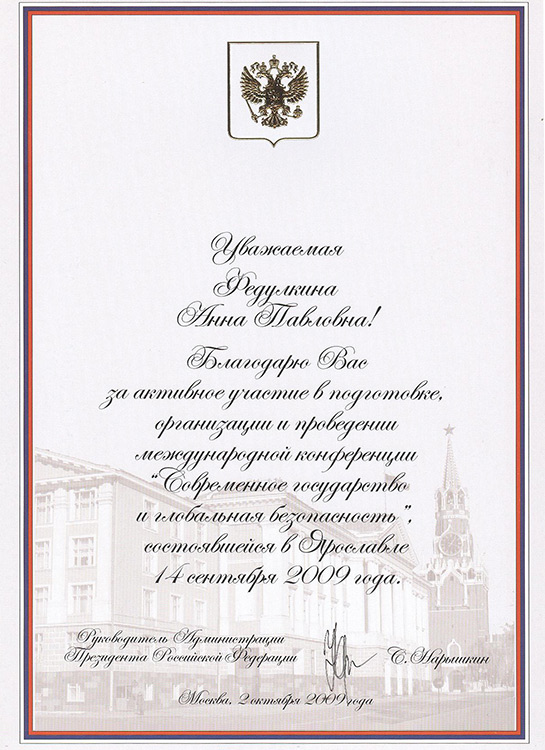 Уважаемая
Федулкина
Анна Павловна!
Благодарю Вас
за активное участие в подготовке,
организации и проведении
международной конференции
“Современное государство
и глобальная безопасность”,
состоявшейся в Ярославле
14 сентября 2009 года.
Руководитель Администрации
Президента Российской Федерации
С.Нарышкин
Москва, 2 октября 2009 года